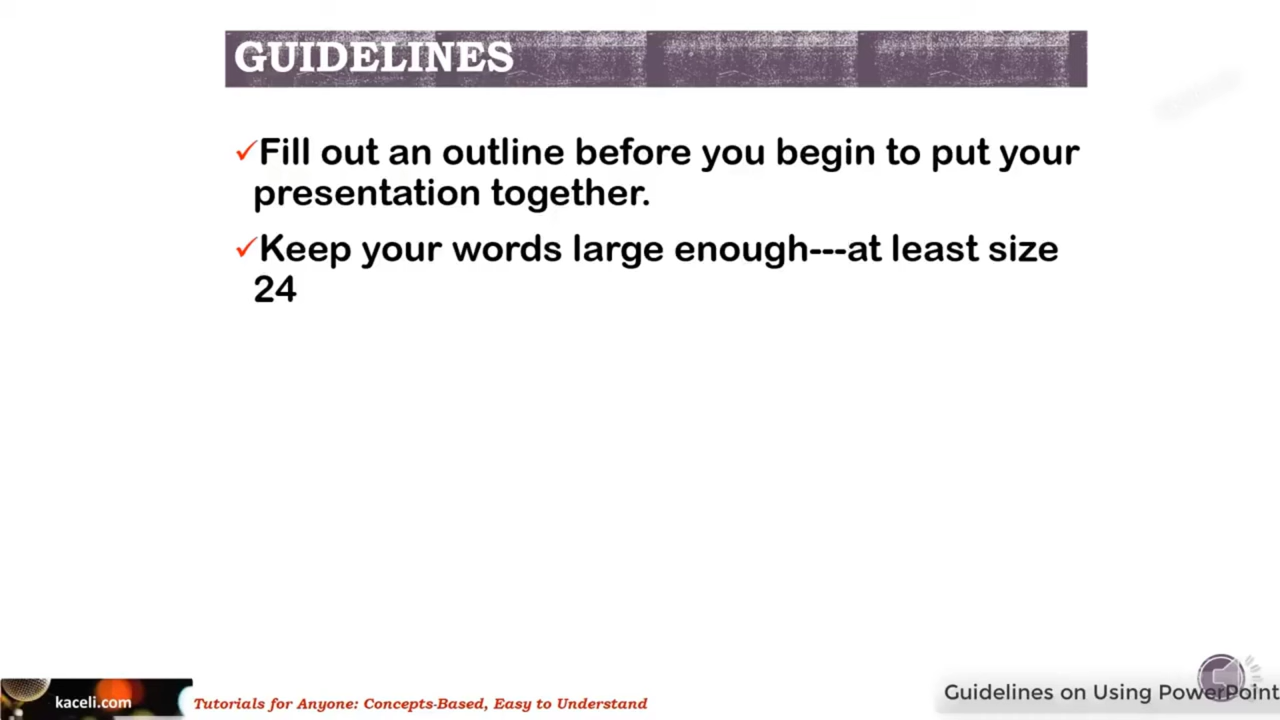 GUIDELINES
✓Fill out an outline before you begin to put your
presentation together.
✓Keep your words large enough---at least size
24
kaceli.com
Tutorials for Anyone: Concepts-Based, Easy to Understand
Guidelines on Using PowerPoint